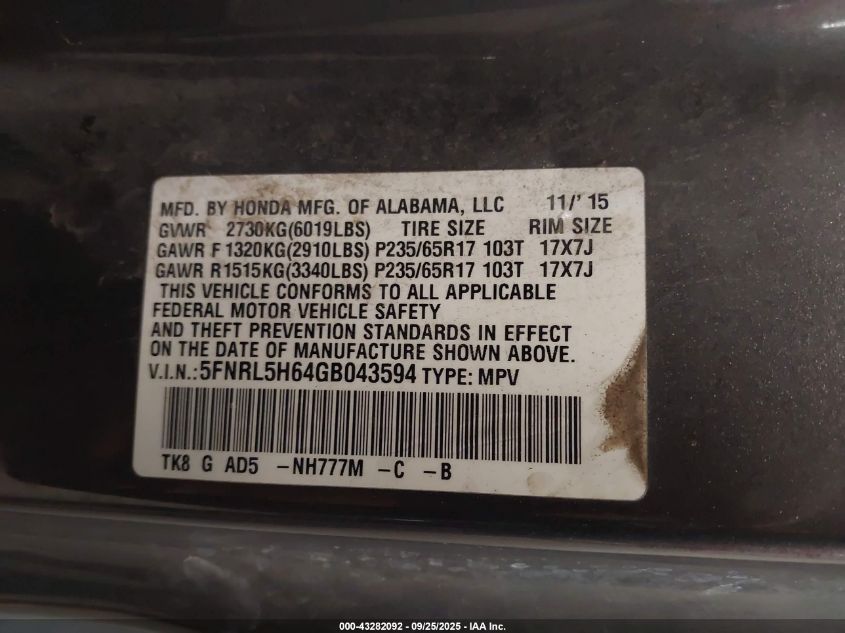 MFD. BY HONDA MFG. OF ALABAMA, LLC 11/'15
GVWR 2730KG(6019LBS) TIRE SIZE RIM SIZE
GAWR F 1320KG(2910LBS) P235/65R17 103T 17X7J
GAWR R1515KG(3340LBS) P235/65R17 103T 17X7J
THIS VEHICLE CONFORMS TO ALL APPLICABLE
FEDERAL MOTOR VEHICLE SAFETY
AND THEFT PREVENTION STANDARDS IN EFFECT
ON THE DATE OF MANUFACTURE SHOWN ABOVE.
V.I.N.:5FNRL5H64GB043594 TYPE: MPV
TK8 G AD5 -NH777M -C -B
000-43282092 - 09/25/2025 - IAA Inc.